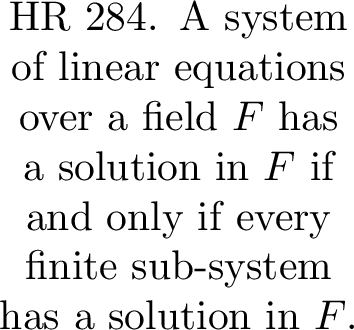 HR 284. A system
of linear equations
over a field F has
a solution in F if
and only if every
finite sub-system
has a solution in F.